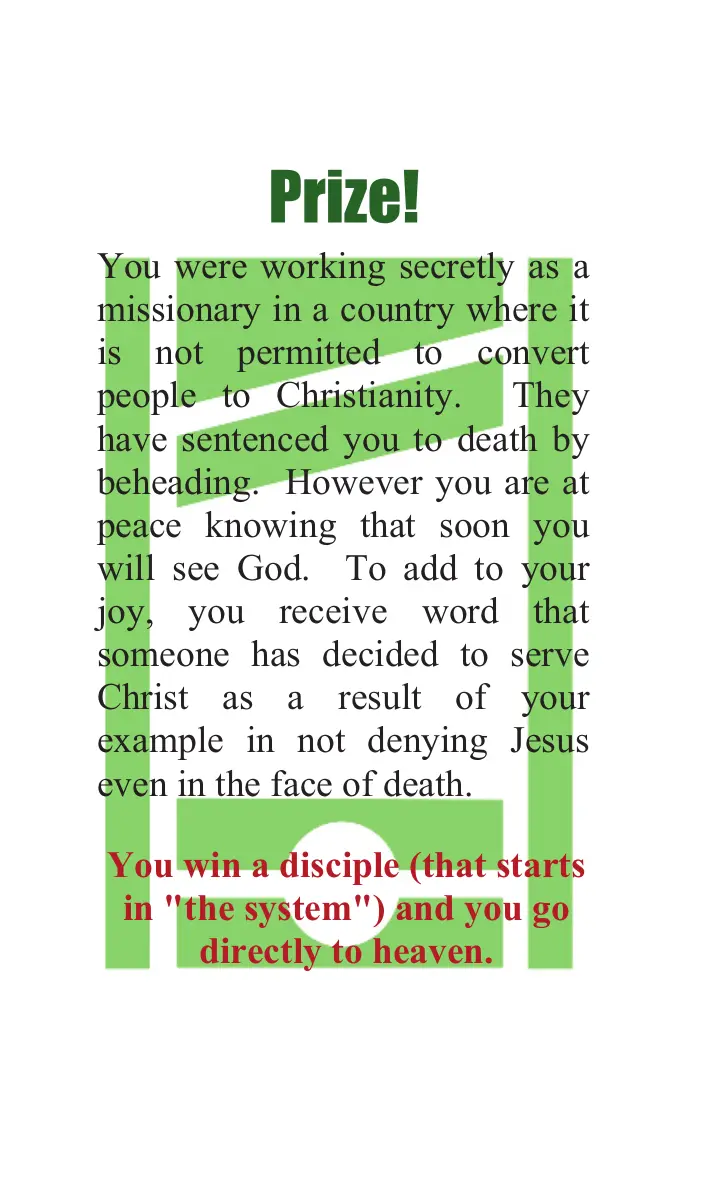 Prize!
You were working secretly as a
missionary in a country where it
is not permitted to convert
people to Christianity. They
have sentenced you to death by
beheading. However you are at
peace knowing that soon you
will see God. To add to your
joy, you receive word that
someone has decided to serve
Christ as a result of your
example in not denying Jesus
even in the face of death.
You win a disciple (that starts
in "the system") and you go
directly to heaven.